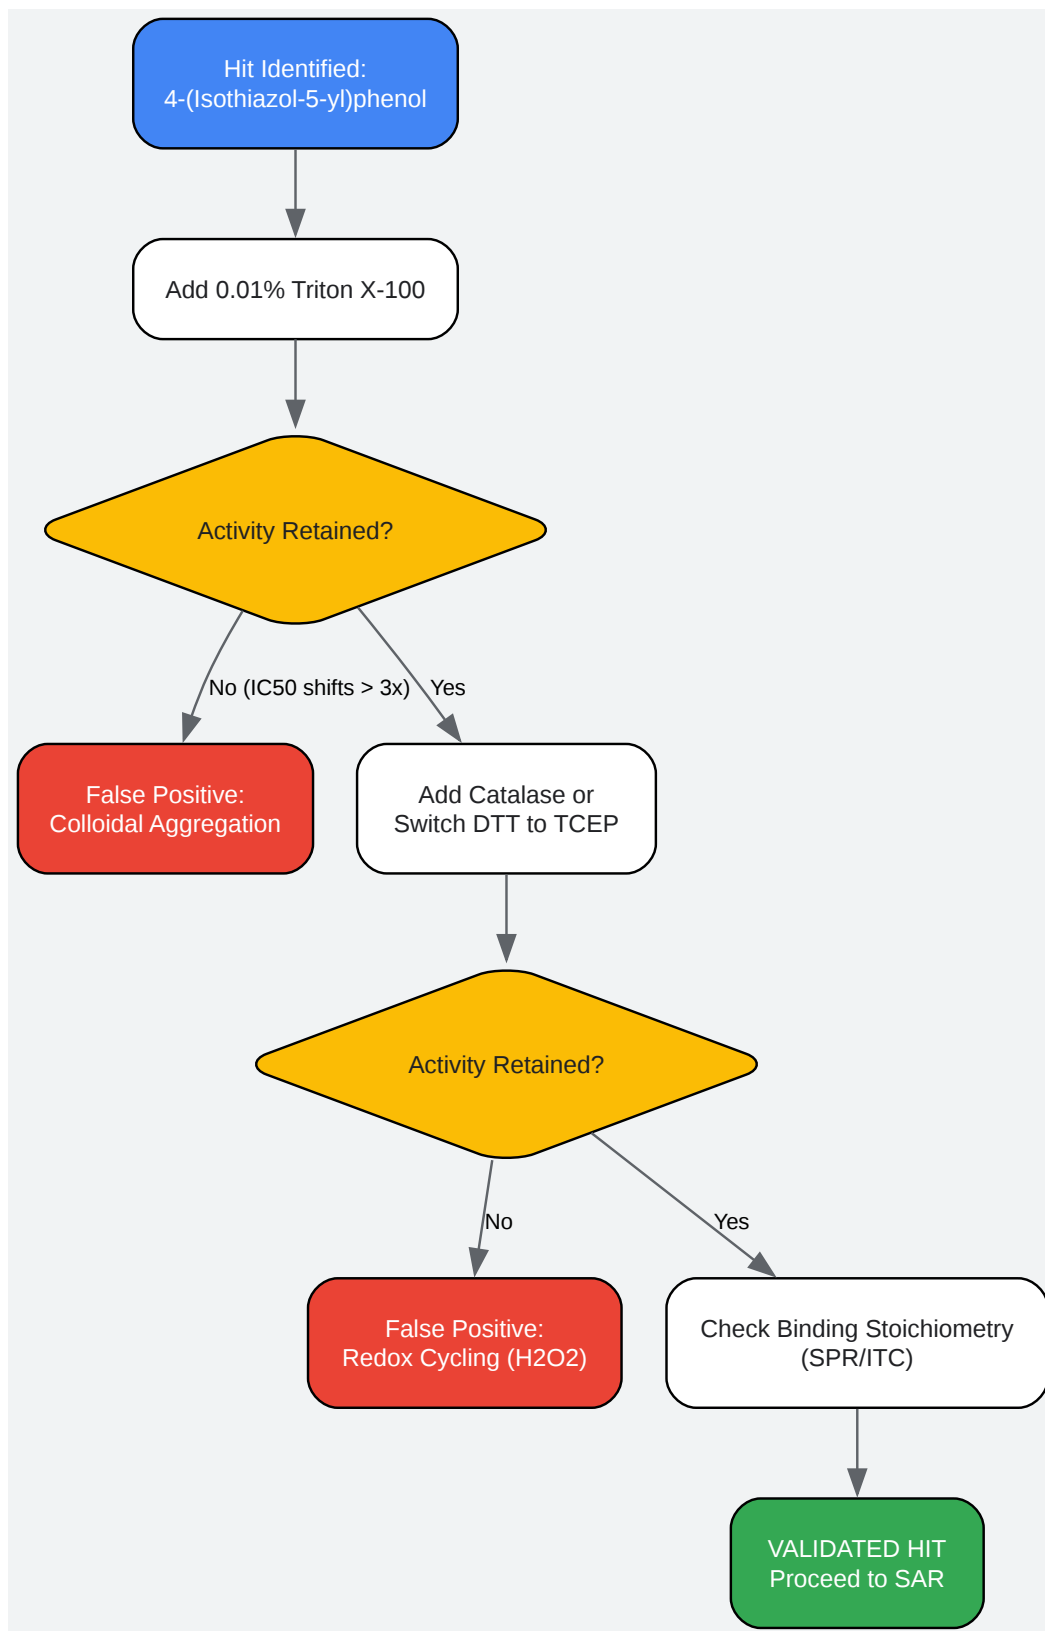 Hit Identified:
4-(Isothiazol-5-yl)phenol
Add 0.01% Triton X-100
Activity Retained?
No (IC50 shifts > 3x)
Yes
False Positive:
Colloidal Aggregation
Add Catalase or
Switch DTT to TCEP
Activity Retained?
No
Yes
False Positive:
Redox Cycling (H2O2)
Check Binding Stoichiometry
(SPR/ITC)
VALIDATED HIT
Proceed to SAR